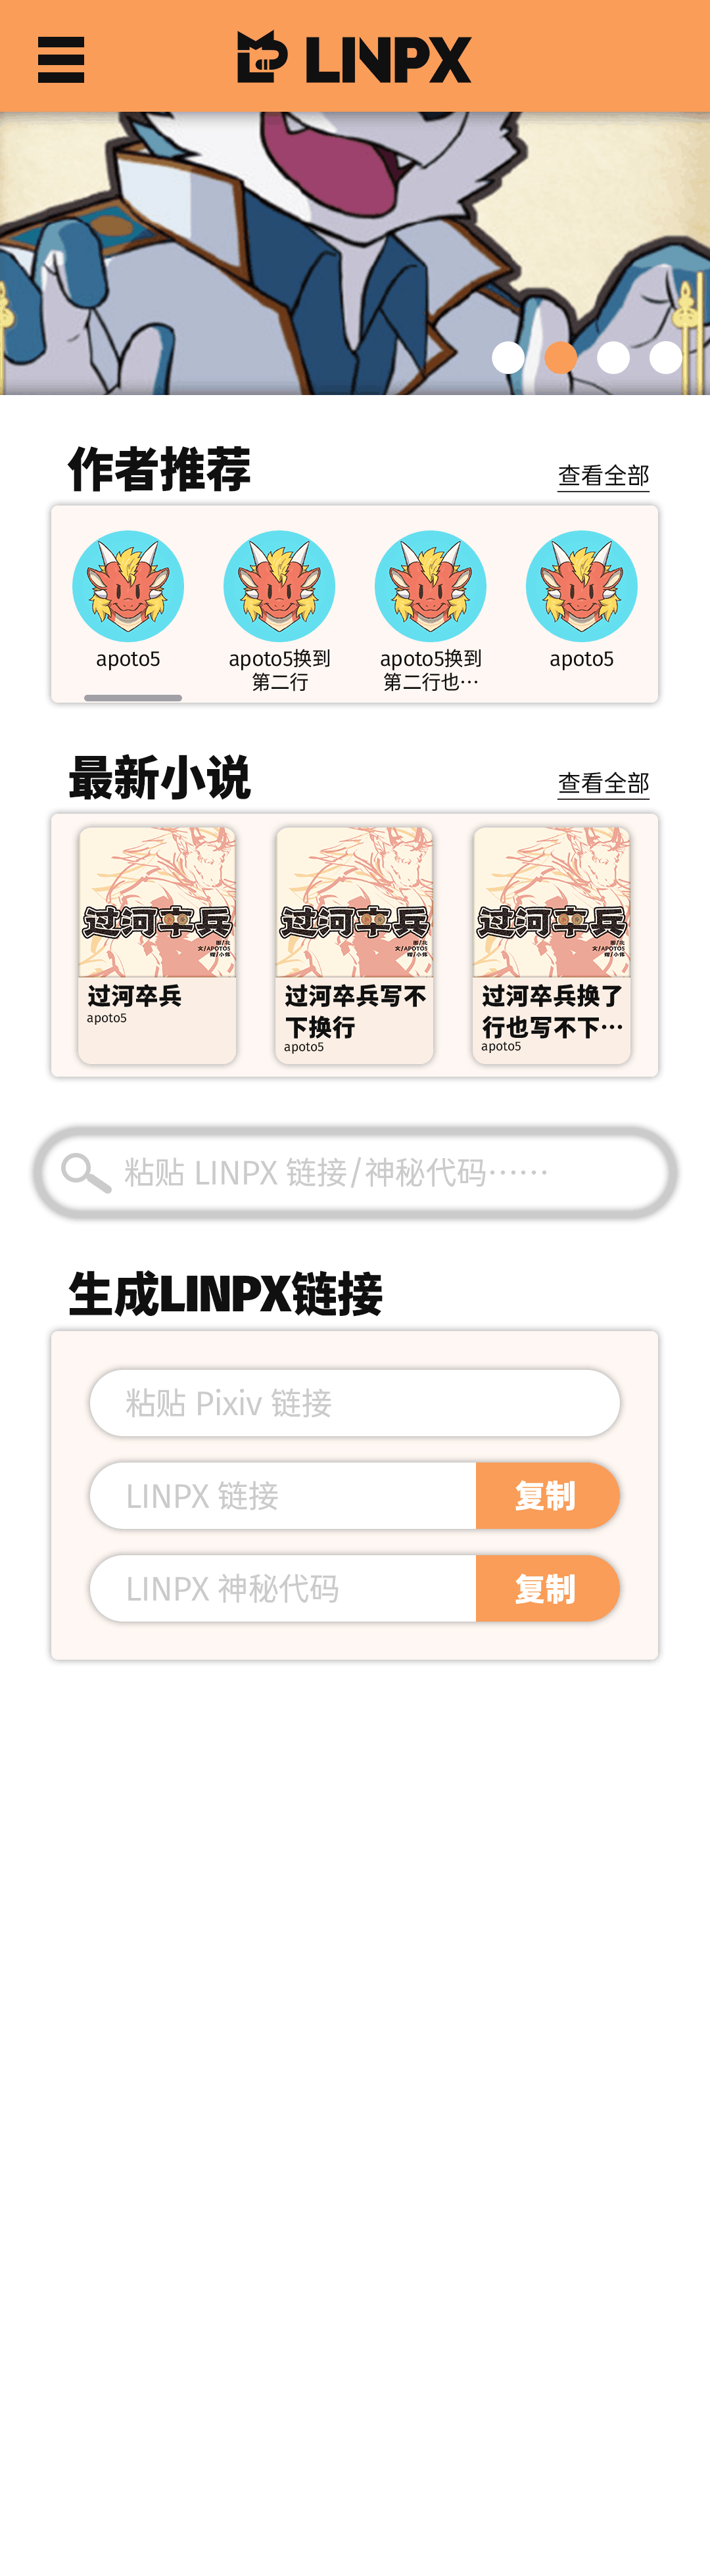 LINPX
作者推荐
查看全部
apoto5
apoto5换到
第二行
apoto5换到
第二行也…
apoto5
最新小说
查看全部
过河卒兵
文/APOTO5
过河卒兵
apoto5
过河卒兵
文/APOTO5
过河卒兵写不
下换行
apoto5
过河卒兵
文/APOTO5
过河卒兵换了
行也写不下…
apoto5
粘贴 LINPX 链接/神秘代码……
生成LINPX链接
粘贴 Pixiv 链接
LINPX 链接
复制
LINPX 神秘代码
复制